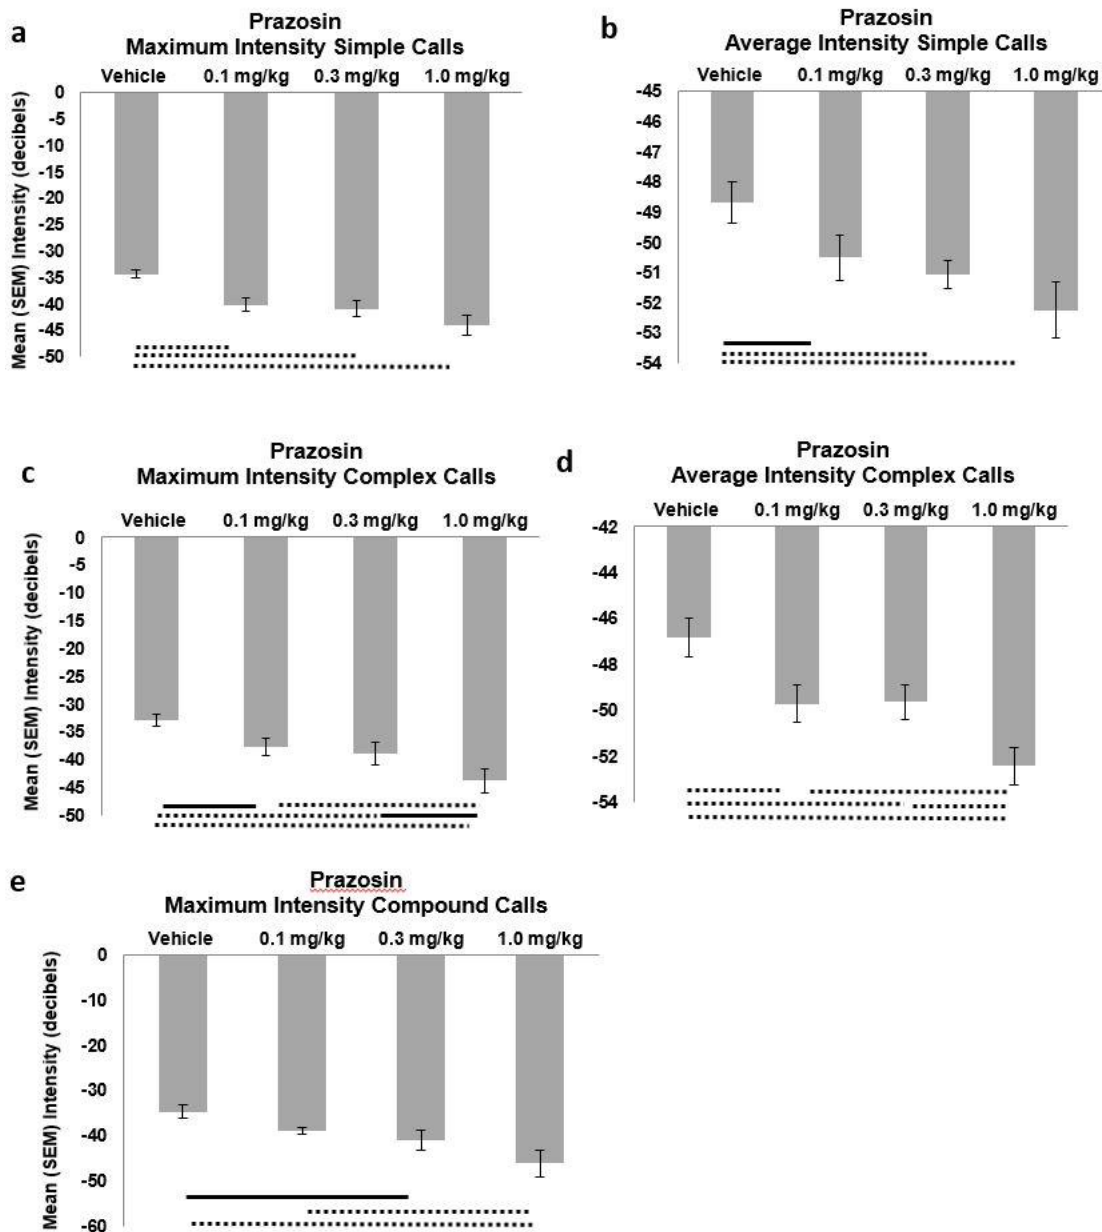 a
Prazosin
Maximum Intensity Simple Calls
Vehicle 0.1 mg/kg 0.3 mg/kg 1.0 mg/kg
Mean (SEM) Intensity (decibels)
0
-5
-10
-15
-20
-25
-30
-35
-40
-45
-50
b
Prazosin
Average Intensity Simple Calls
Vehicle 0.1 mg/kg 0.3 mg/kg 1.0 mg/kg
-45
-46
-47
-48
-49
-50
-51
-52
-53
-54
c
Prazosin
Maximum Intensity Complex Calls
Vehicle 0.1 mg/kg 0.3 mg/kg 1.0 mg/kg
Mean (SEM) Intensity (decibels)
0
-5
-10
-15
-20
-25
-30
-35
-40
-45
-50
d
Prazosin
Average Intensity Complex Calls
Vehicle 0.1 mg/kg 0.3 mg/kg 1.0 mg/kg
-42
-44
-46
-48
-50
-52
-54
e
Prazosin
Maximum Intensity Compound Calls
Vehicle 0.1 mg/kg 0.3 mg/kg 1.0 mg/kg
Mean (SEM) Intensity (decibels)
0
-10
-20
-30
-40
-50
-60